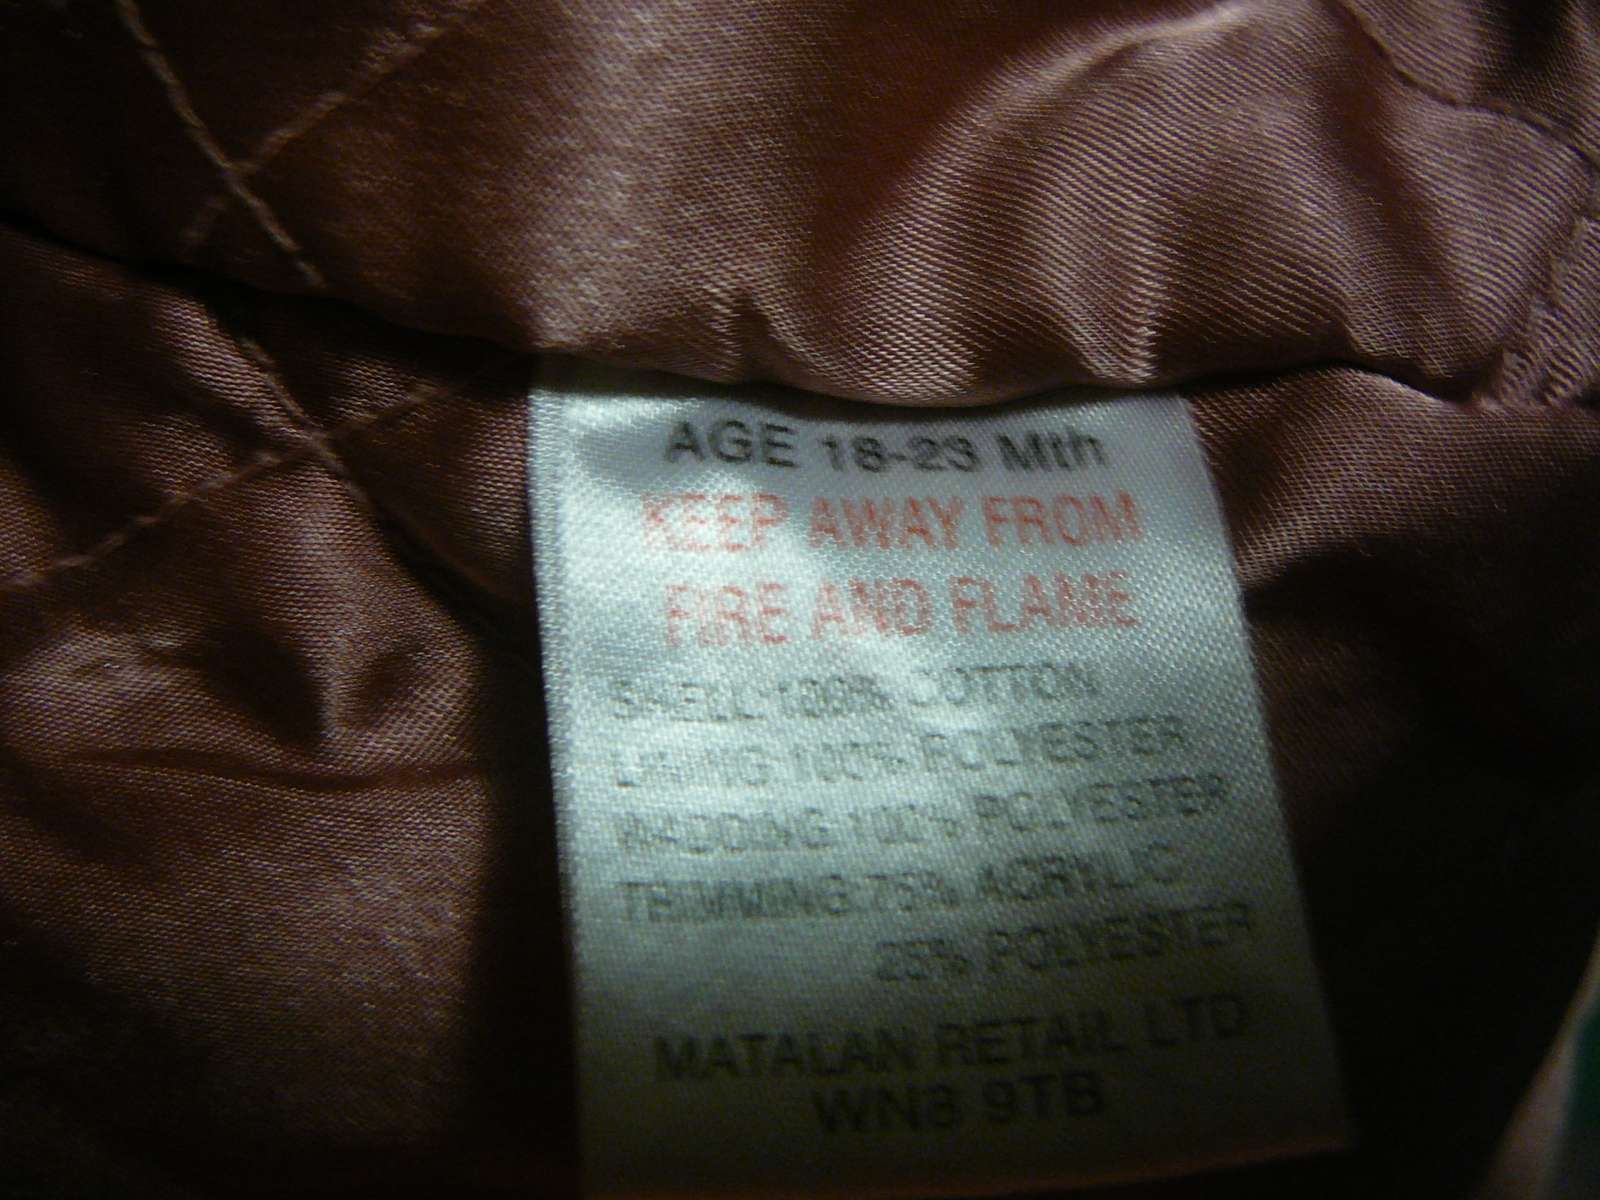 AGE 18-23 Mth
KEEP AWAY FROM
FIRE AND FLAME
SHELL:100% COTTON
LINING:100% POLYESTER
WADDING:100% POLYESTER
TRIMMING:75% ACRYLIC
25% POLYESTER
MATALAN RETAIL LTD
WN8 9TB